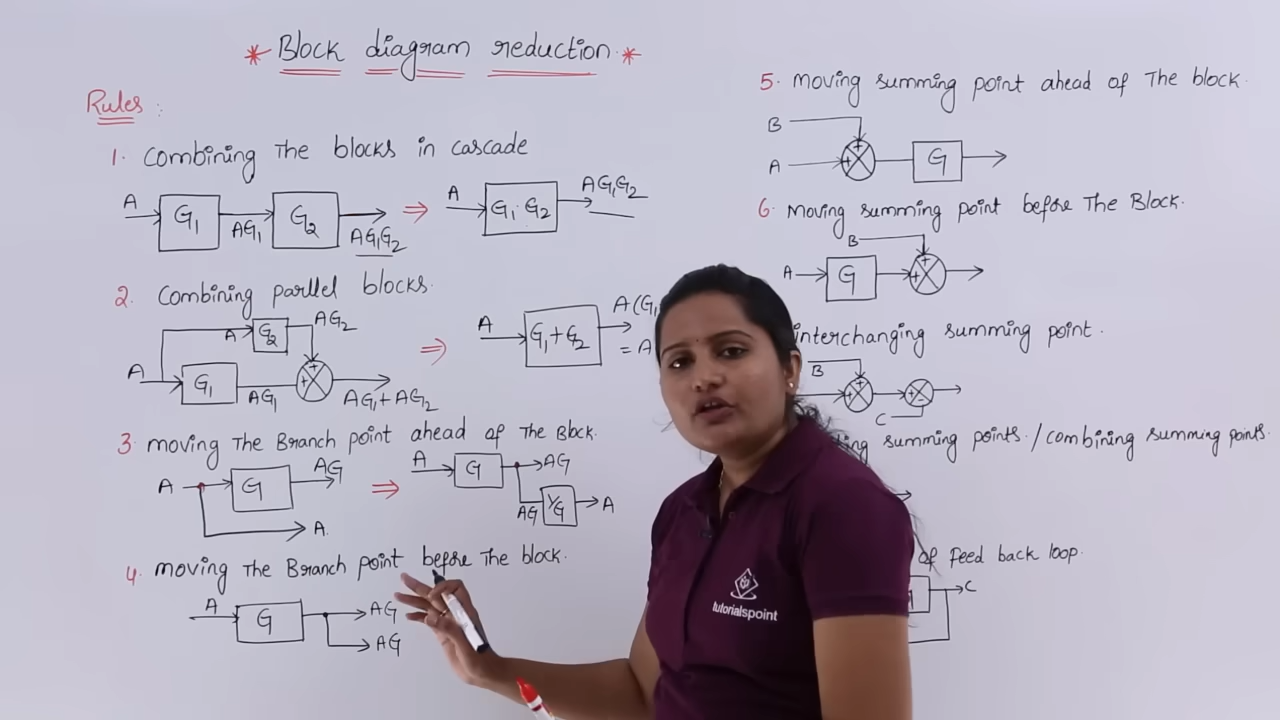 * Block diagram reduction *
Rules :
1. Combining The blocks in cascade
A G1 AG1 G2 AG1G2 ⇒ A G1·G2 AG1G2
2. Combining parllel blocks.
A G2 AG2
A G1 AG1 + + AG1+AG2 ⇒ A G1+G2 A(G1
= A
3 moving The Branch point ahead of The Block.
A G AG ⇒ A G AG
A. AG 1/G A
4. moving The Branch point before The block.
A G AG
AG
5. moving summing point ahead of The block.
B
A + + G
6. Moving summing point before The Block.
B
A G + +
interchanging summing point.
B
+ + + −
C
summing points. / combining summing points.
of feed back loop.
C
tutorialspoint